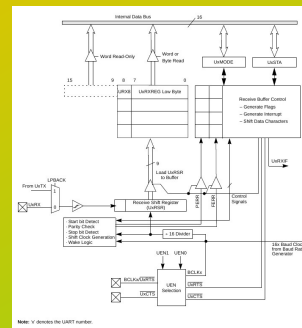 Internal Data Bus
16
Word Read-Only
Word or
Byte Read
UxMODE
UxSTA
15
9
8
7
0
URX8
UxRXREG Low Byte
Receive Buffer Control
– Generate Flags
– Generate Interrupt
– Shift Data Characters
9
LPBACK
Load UxRSR
to Buffer
UxRXIF
From UxTX
1
0
UxRX
Receive Shift Register
(UxRSR)
PERR
FERR
Control
Signals
· Start bit Detect
· Parity Check
· Stop bit Detect
· Shift Clock Generation
· Wake Logic
÷ 16 Divider
16x Baud Clock
from Baud Rate
Generator
UEN1
UEN0
BCLKx/UxRTS
UxCTS
UEN
Selection
BCLKx
UxRTS
UxCTS
Note: 'x' denotes the UART number.